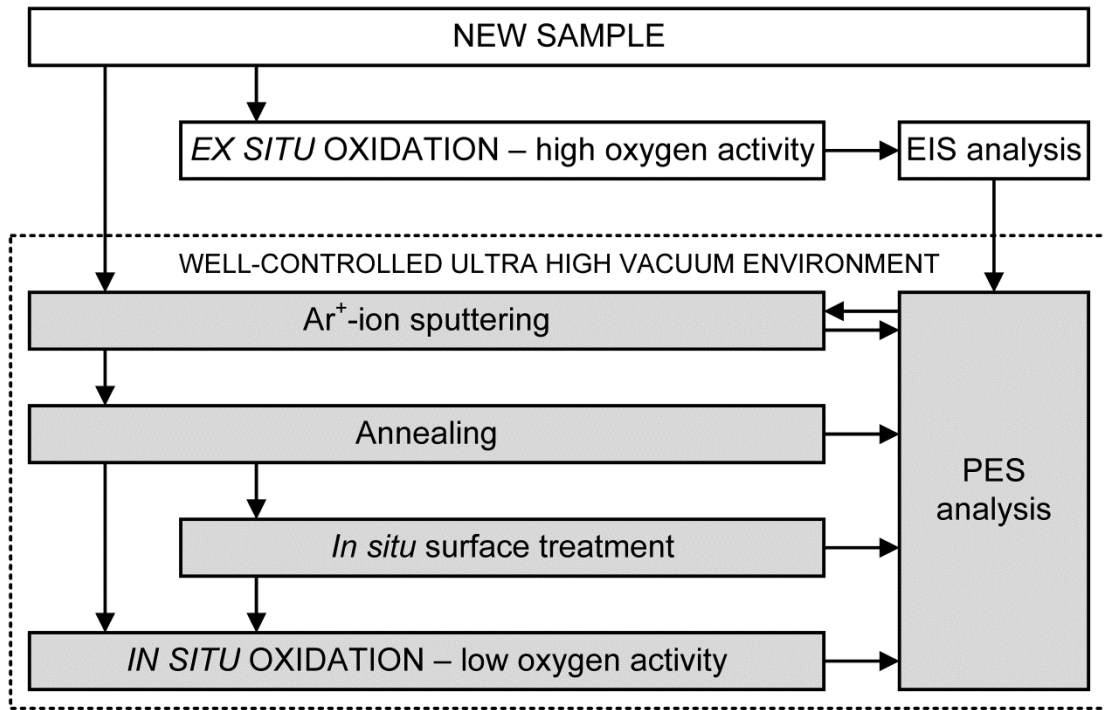 NEW SAMPLE
EX SITU OXIDATION – high oxygen activity
EIS analysis
WELL-CONTROLLED ULTRA HIGH VACUUM ENVIRONMENT
Ar⁺-ion sputtering
Annealing
PES
analysis
In situ surface treatment
IN SITU OXIDATION – low oxygen activity